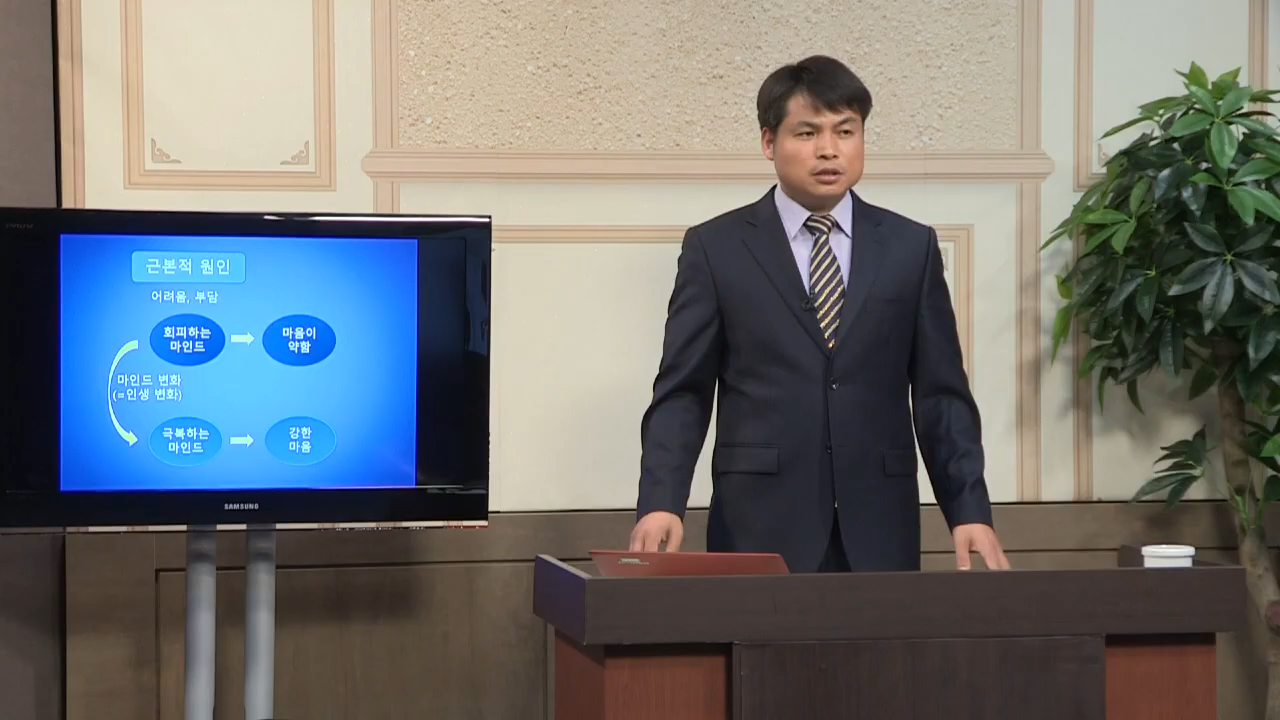 근본적 원인
어려움, 부담
회피하는
마인드
마음이
약함
마인드 변화
(=인생 변화)
극복하는
마인드
강한
마음
SAMSUNG